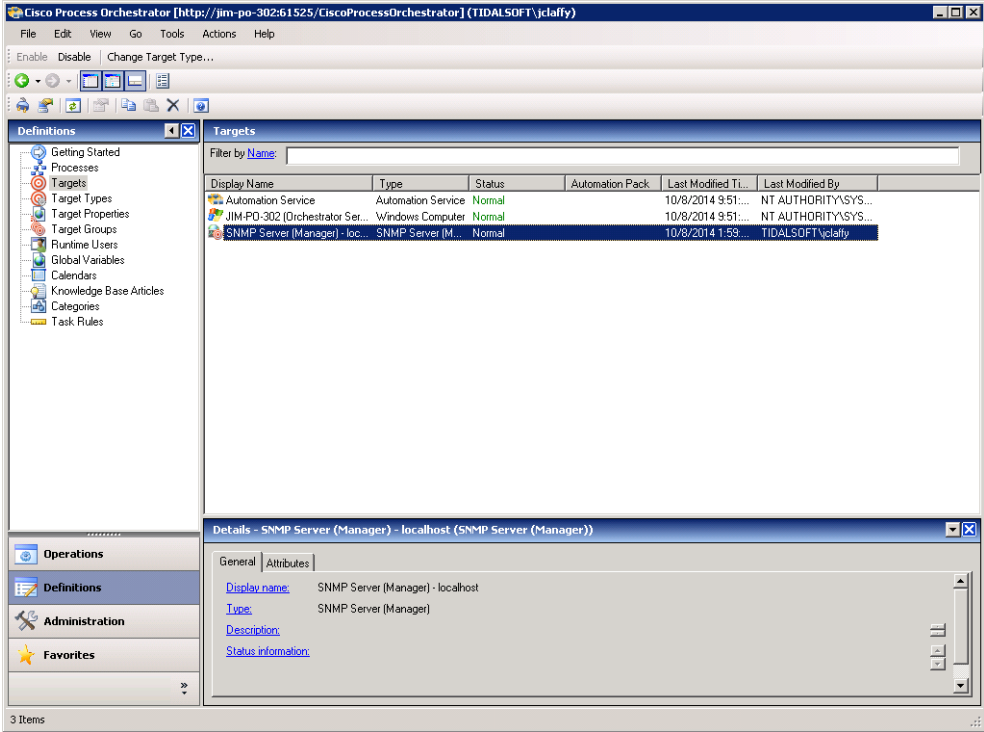 Cisco Process Orchestrator [http://jim-po-302:61525/CiscoProcessOrchestrator] (TIDALSOFT\jclaffy)
File Edit View Go Tools Actions Help
Enable Disable Change Target Type...
Definitions
Getting Started
Processes
Targets
Target Types
Target Properties
Target Groups
Runtime Users
Global Variables
Calendars
Knowledge Base Articles
Categories
Task Rules
Operations
Definitions
Administration
Favorites
Targets
Filter by Name:
Display Name Type Status Automation Pack Last Modified Ti... Last Modified By
Automation Service Automation Service Normal 10/8/2014 9:51:... NT AUTHORITY\SYS...
JIM-PO-302 (Orchestrator Ser... Windows Computer Normal 10/8/2014 9:51:... NT AUTHORITY\SYS...
SNMP Server (Manager) - loc... SNMP Server (M... Normal 10/8/2014 1:59:... TIDALSOFT\jclaffy
Details - SNMP Server (Manager) - localhost (SNMP Server (Manager))
General Attributes
Display name: SNMP Server (Manager) - localhost
Type: SNMP Server (Manager)
Description:
Status information:
3 Items